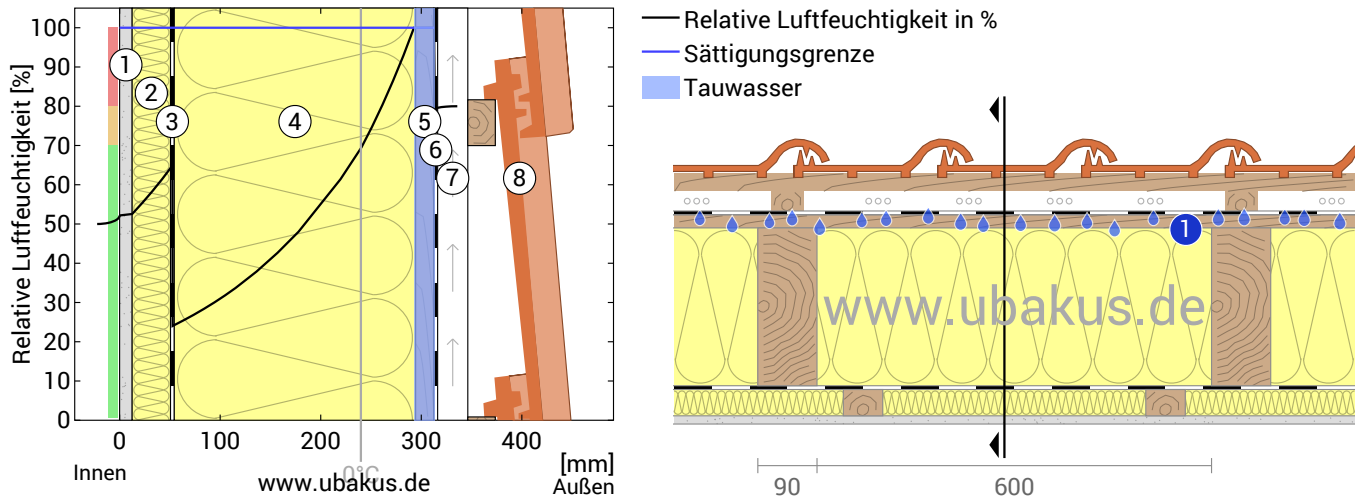 Relative Luftfeuchtigkeit [%]
100
90
80
70
60
50
40
30
20
10
0
1
2
3
4
5
6
7
8
0
100
200
300
400
[mm]
Innen
0°C
Außen
www.ubakus.de
Relative Luftfeuchtigkeit in %
Sättigungsgrenze
Tauwasser
1
www.ubakus.de
90
600